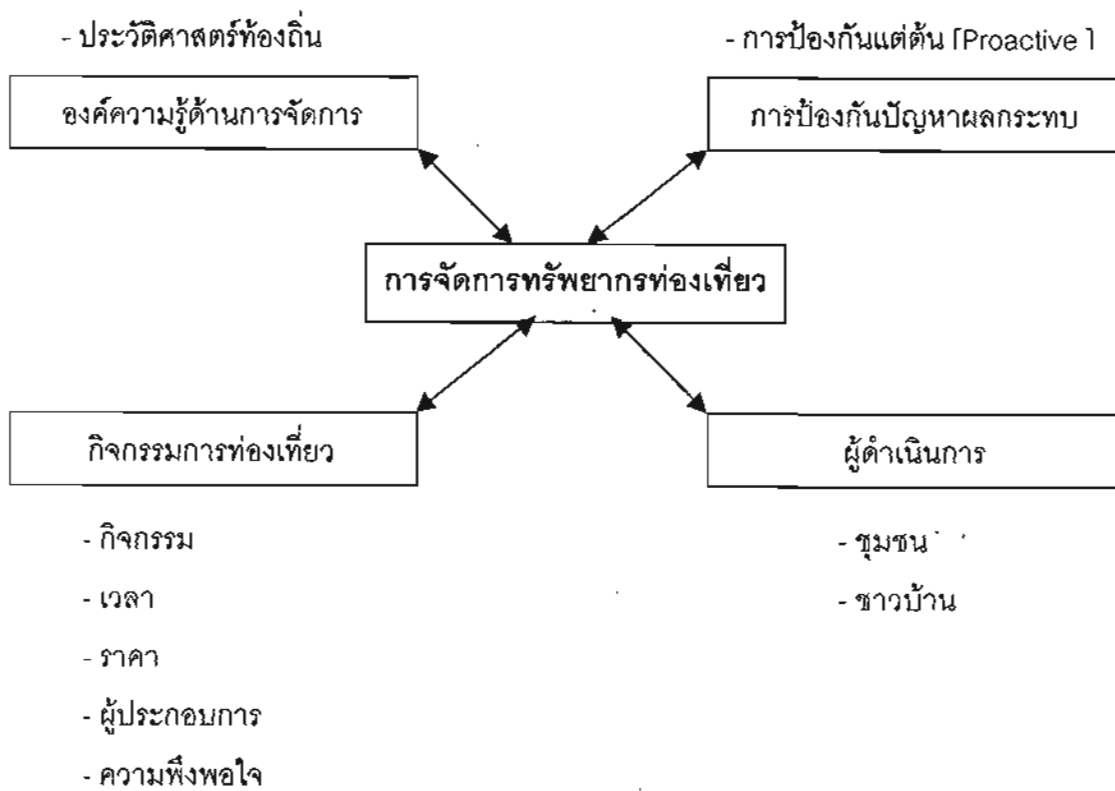 - ประวัติศาสตร์ท้องถิ่น
- การป้องกันแต่ต้น [Proactive]
องค์ความรู้ด้านการจัดการ
การป้องกันปัญหาผลกระทบ
การจัดการทรัพยากรท่องเที่ยว
กิจกรรมการท่องเที่ยว
ผู้ดำเนินการ
- กิจกรรม
- เวลา
- ราคา
- ผู้ประกอบการ
- ความพึงพอใจ
- ชุมชน
- ชาวบ้าน